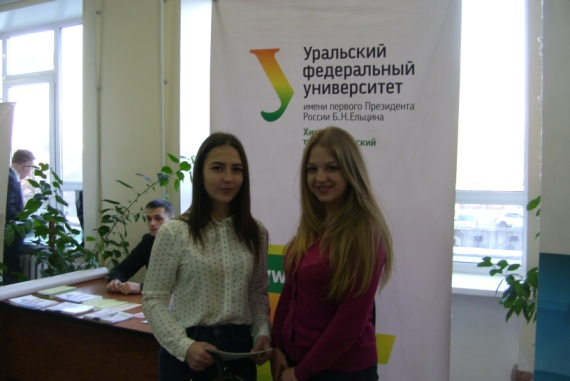 Уральский
федеральный
университет
имени первого Президента
России Б.Н.Ельцина